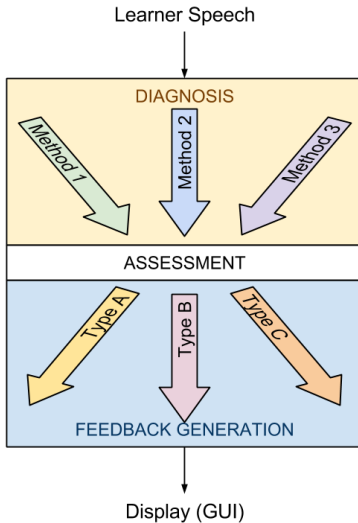 Learner Speech
DIAGNOSIS
Method 1
Method 2
Method 3
ASSESSMENT
Type A
Type B
Type C
FEEDBACK GENERATION
Display (GUI)